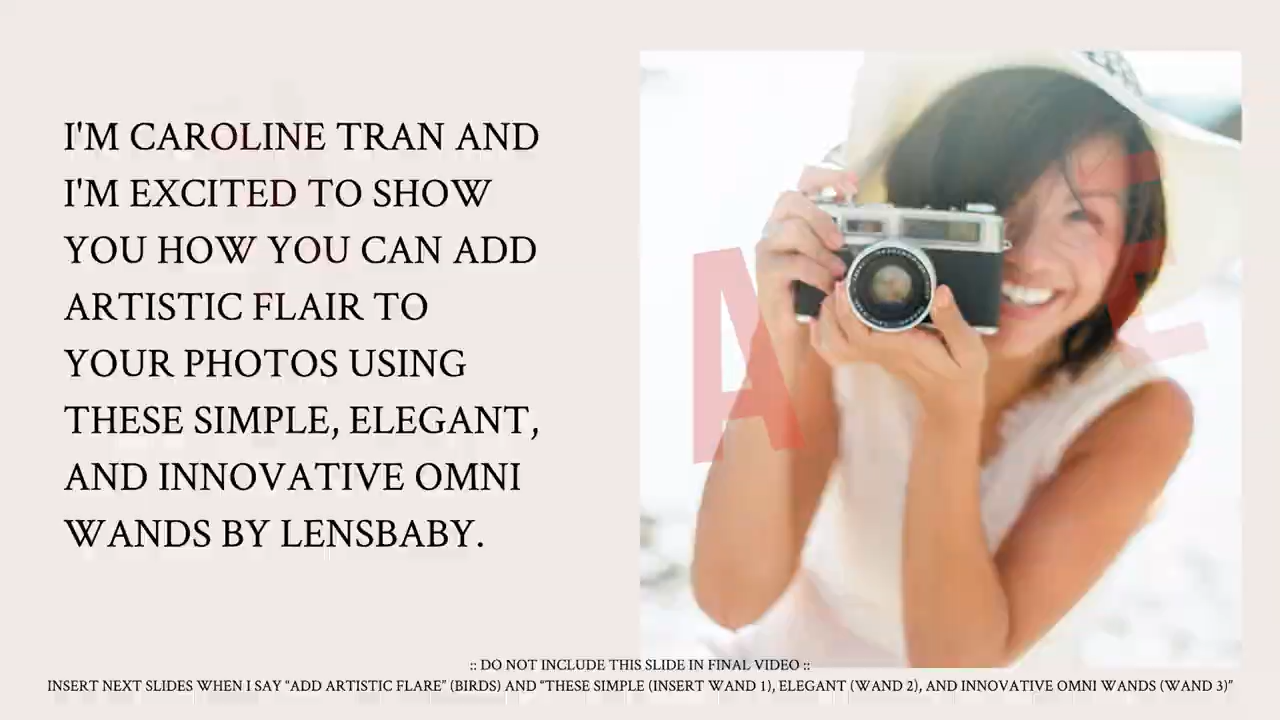 I'M CAROLINE TRAN AND
I'M EXCITED TO SHOW
YOU HOW YOU CAN ADD
ARTISTIC FLAIR TO
YOUR PHOTOS USING
THESE SIMPLE, ELEGANT,
AND INNOVATIVE OMNI
WANDS BY LENSBABY.
:: DO NOT INCLUDE THIS SLIDE IN FINAL VIDEO ::
INSERT NEXT SLIDES WHEN I SAY “ADD ARTISTIC FLARE” (BIRDS) AND “THESE SIMPLE (INSERT WAND 1), ELEGANT (WAND 2), AND INNOVATIVE OMNI WANDS (WAND 3)”